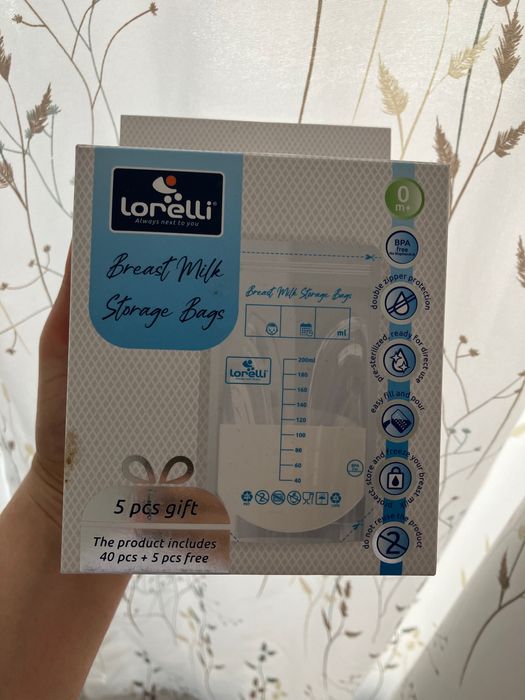 Lorelli®
Always next to you
Breast Milk
Storage Bags
0
m+
BPA
free
double zipper protection
pre-sterilized, ready for direct use
easy fill and pour
protect, store and freeze your breast milk
do not reuse the product
2
Breast Milk Storage Bags
ml
Lorelli
200ml
180
160
140
120
100
80
60
40
5 pcs gift
The product includes
40 pcs + 5 pcs free